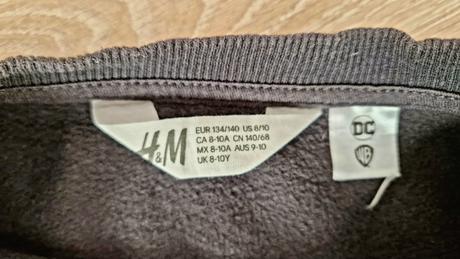 H&M
EUR 134/140 US 8/10
CA 8-10A CN 140/68
MX 8-10A AUS 9-10
UK 8-10Y
DC
WB